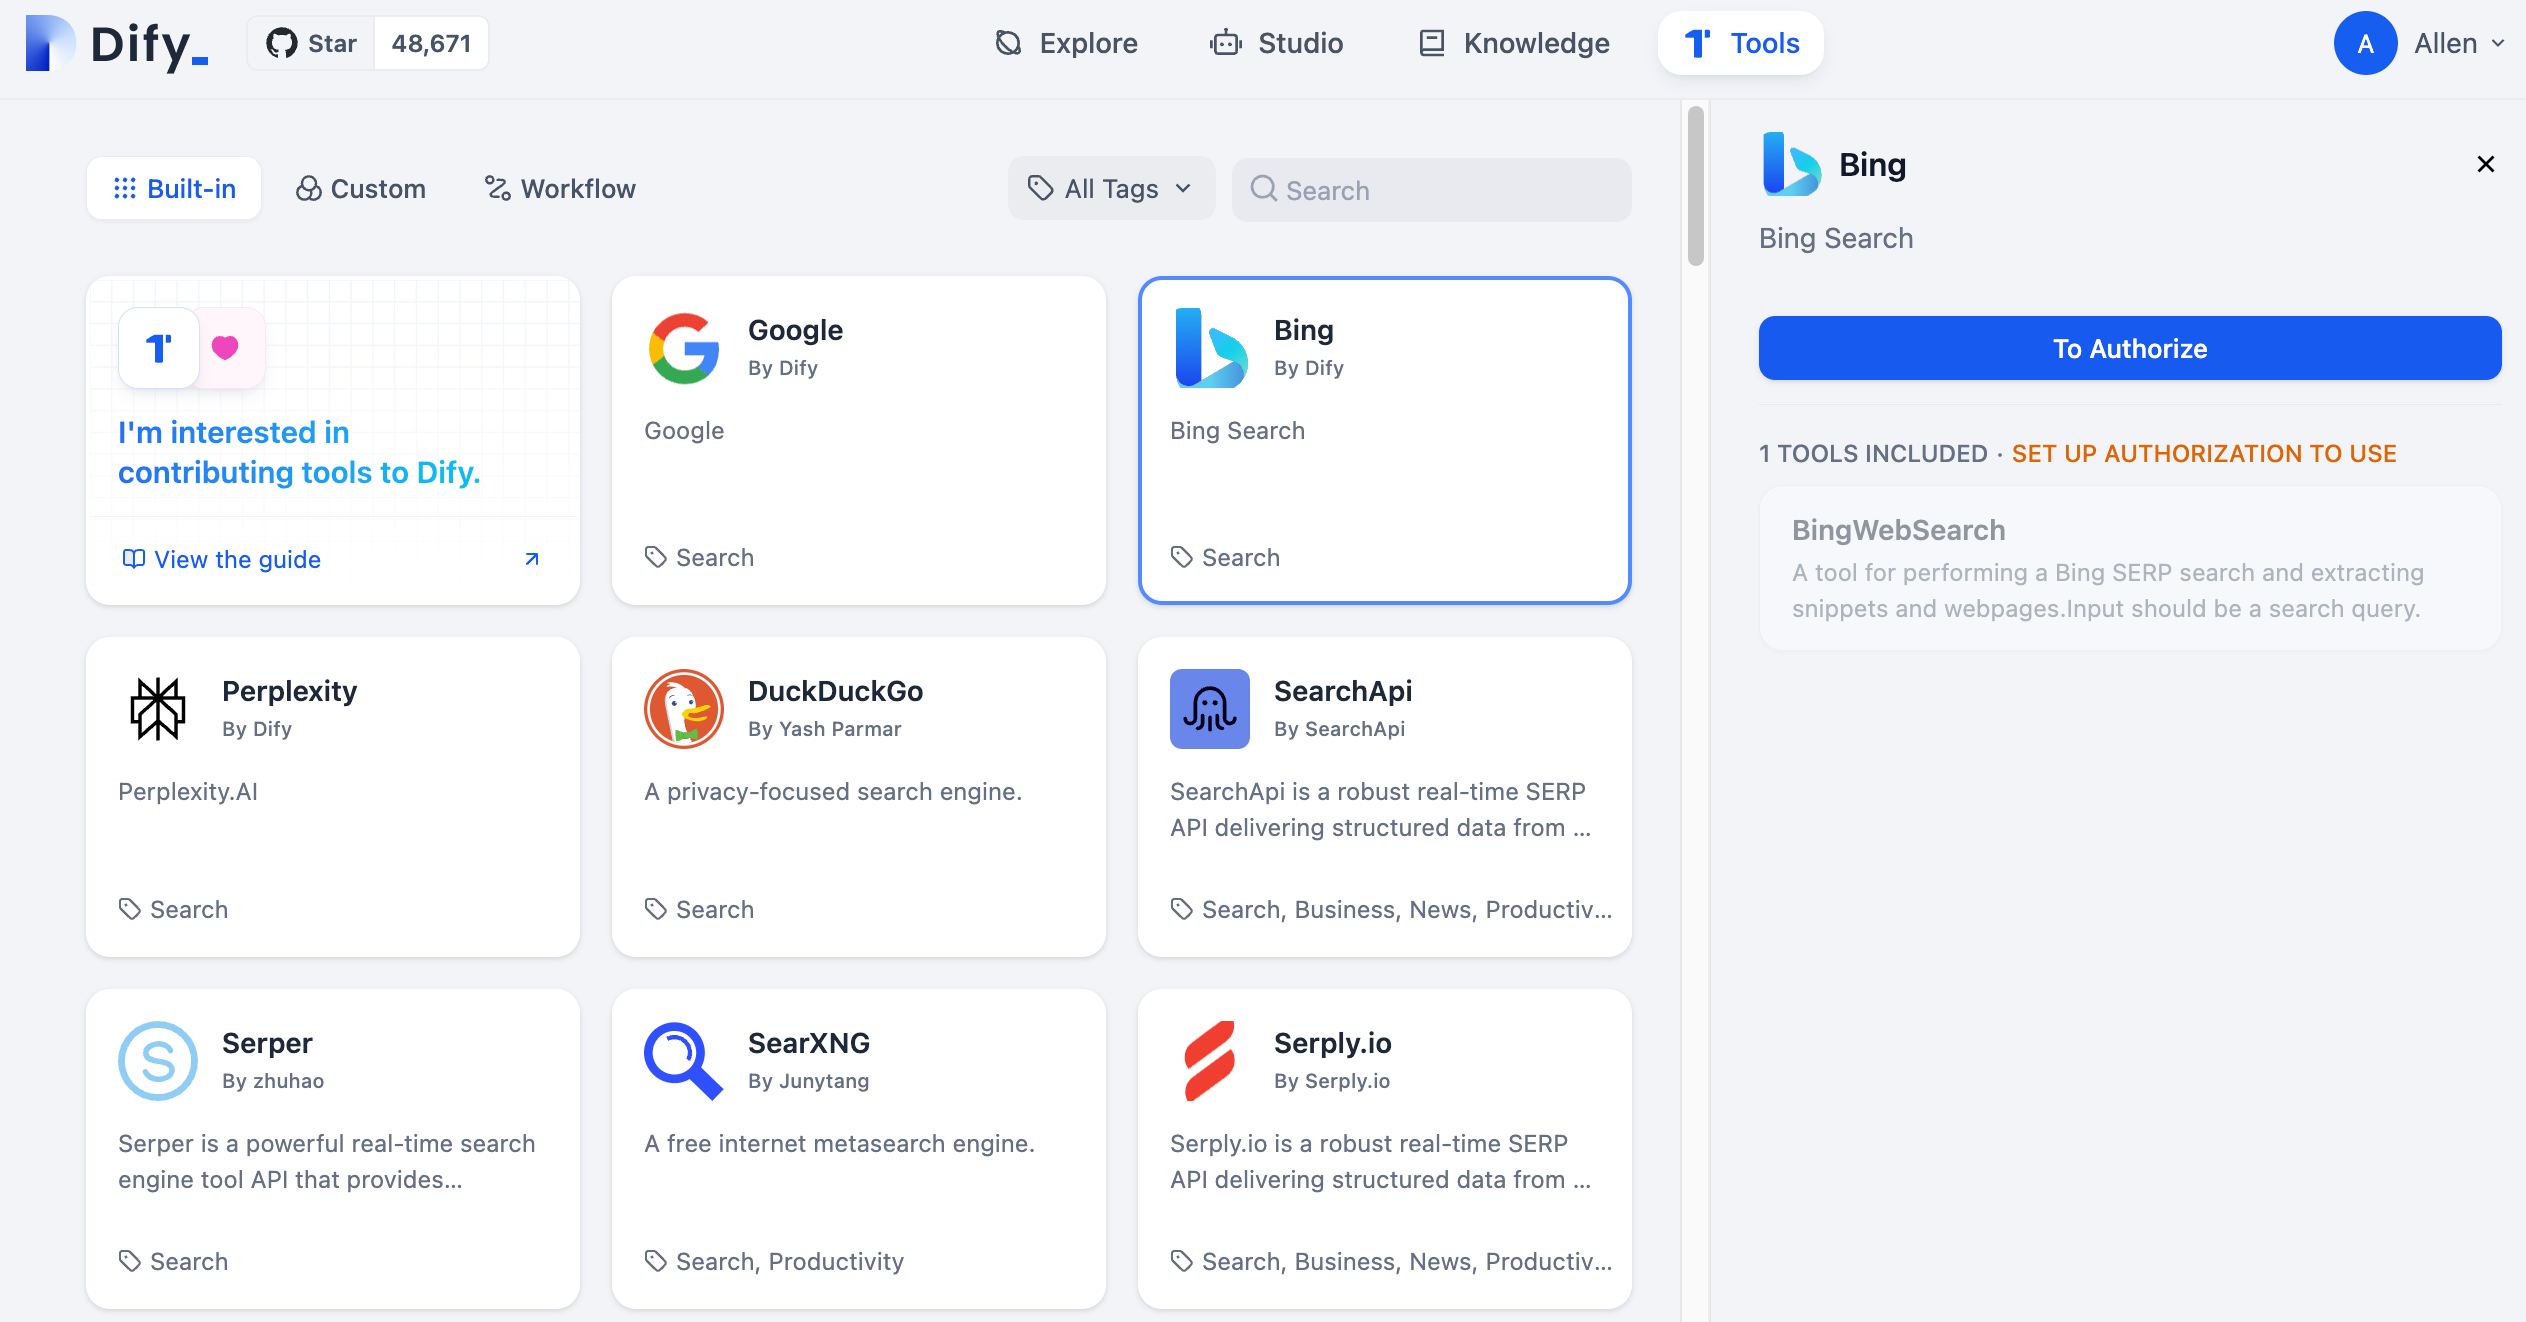 Dify_
Star 48,671
Explore
Studio
Knowledge
Tools
A Allen
Built-in
Custom
Workflow
All Tags
Search
I'm interested in
contributing tools to Dify.
View the guide
Google
By Dify
Google
Search
Bing
By Dify
Bing Search
Search
Perplexity
By Dify
Perplexity.AI
Search
DuckDuckGo
By Yash Parmar
A privacy-focused search engine.
Search
SearchApi
By SearchApi
SearchApi is a robust real-time SERP
API delivering structured data from ...
Search, Business, News, Productiv...
Serper
By zhuhao
Serper is a powerful real-time search
engine tool API that provides...
Search
SearXNG
By Junytang
A free internet metasearch engine.
Search, Productivity
Serply.io
By Serply.io
Serply.io is a robust real-time SERP
API delivering structured data from ...
Search, Business, News, Productiv...
Bing
Bing Search
To Authorize
1 TOOLS INCLUDED · SET UP AUTHORIZATION TO USE
BingWebSearch
A tool for performing a Bing SERP search and extracting
snippets and webpages.Input should be a search query.